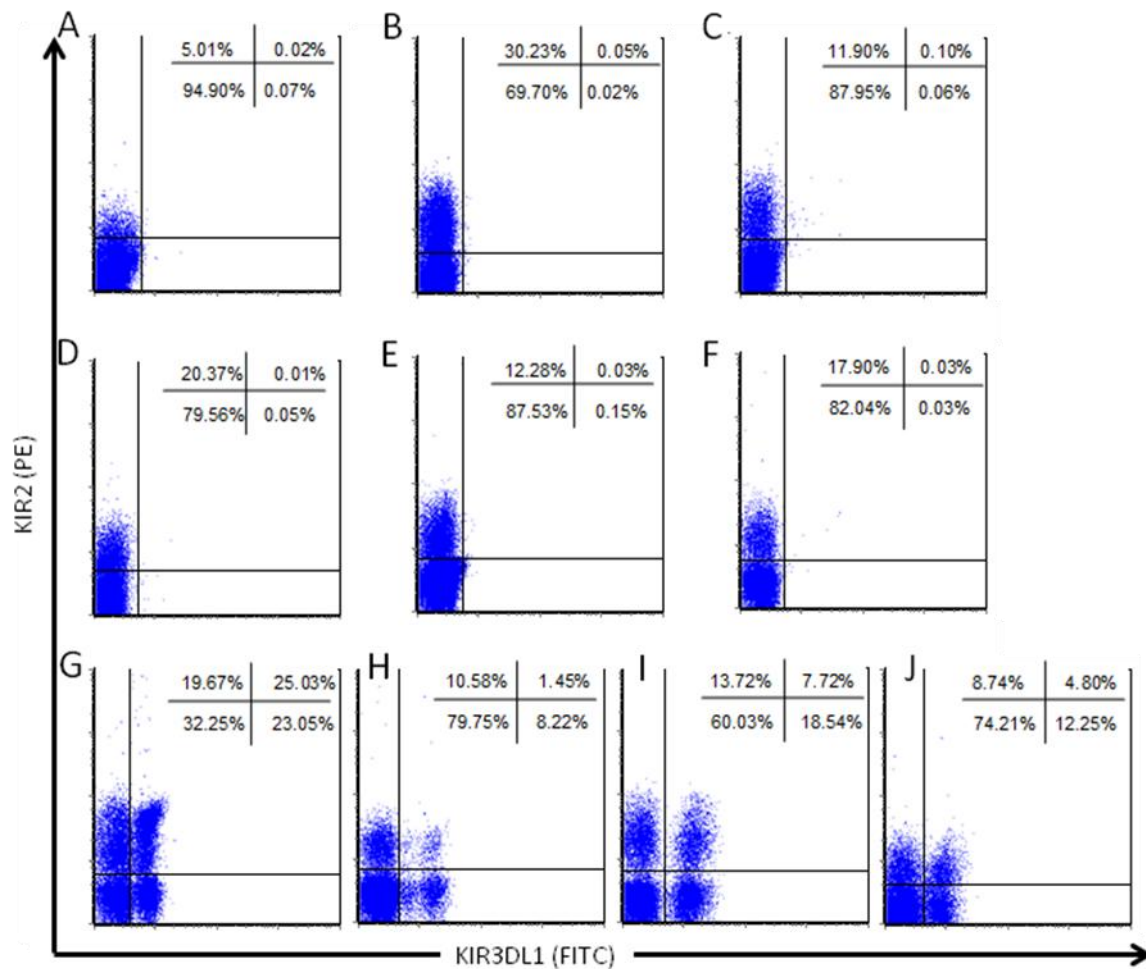 A
5.01% 0.02%
94.90% 0.07%
B
30.23% 0.05%
69.70% 0.02%
C
11.90% 0.10%
87.95% 0.06%
D
20.37% 0.01%
79.56% 0.05%
E
12.28% 0.03%
87.53% 0.15%
F
17.90% 0.03%
82.04% 0.03%
G
19.67% 25.03%
32.25% 23.05%
H
10.58% 1.45%
79.75% 8.22%
I
13.72% 7.72%
60.03% 18.54%
J
8.74% 4.80%
74.21% 12.25%
KIR2 (PE)
KIR3DL1 (FITC)